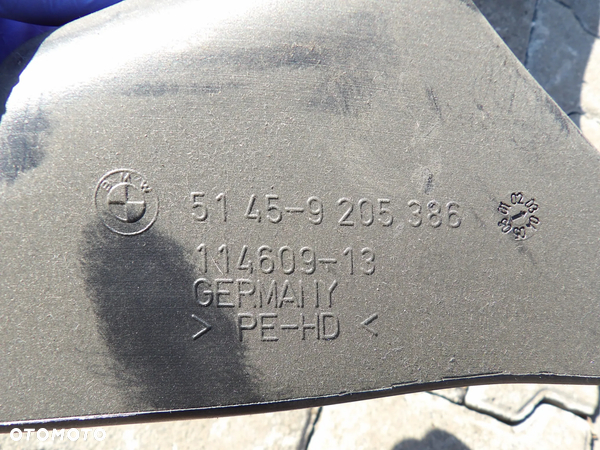 BMW
51 45-9 205 386
114609-13
GERMANY
> PE-HD <
OTOMOTO